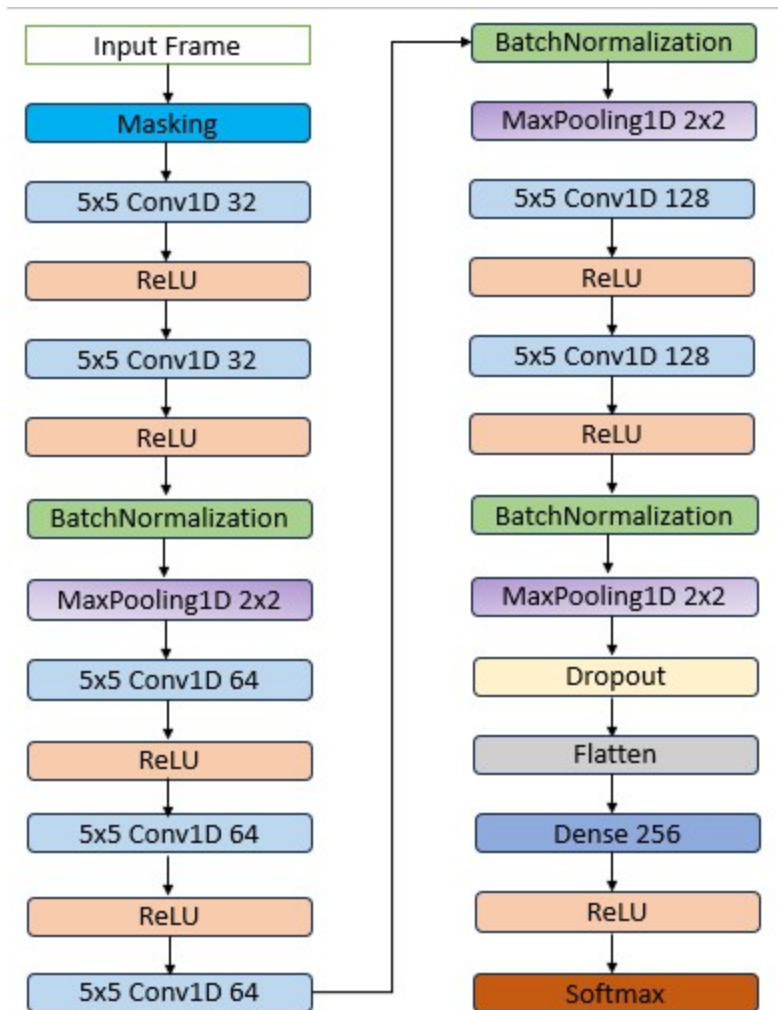 Input Frame
Masking
5x5 Conv1D 32
ReLU
5x5 Conv1D 32
ReLU
BatchNormalization
MaxPooling1D 2x2
5x5 Conv1D 64
ReLU
5x5 Conv1D 64
ReLU
5x5 Conv1D 64
BatchNormalization
MaxPooling1D 2x2
5x5 Conv1D 128
ReLU
5x5 Conv1D 128
ReLU
BatchNormalization
MaxPooling1D 2x2
Dropout
Flatten
Dense 256
ReLU
Softmax